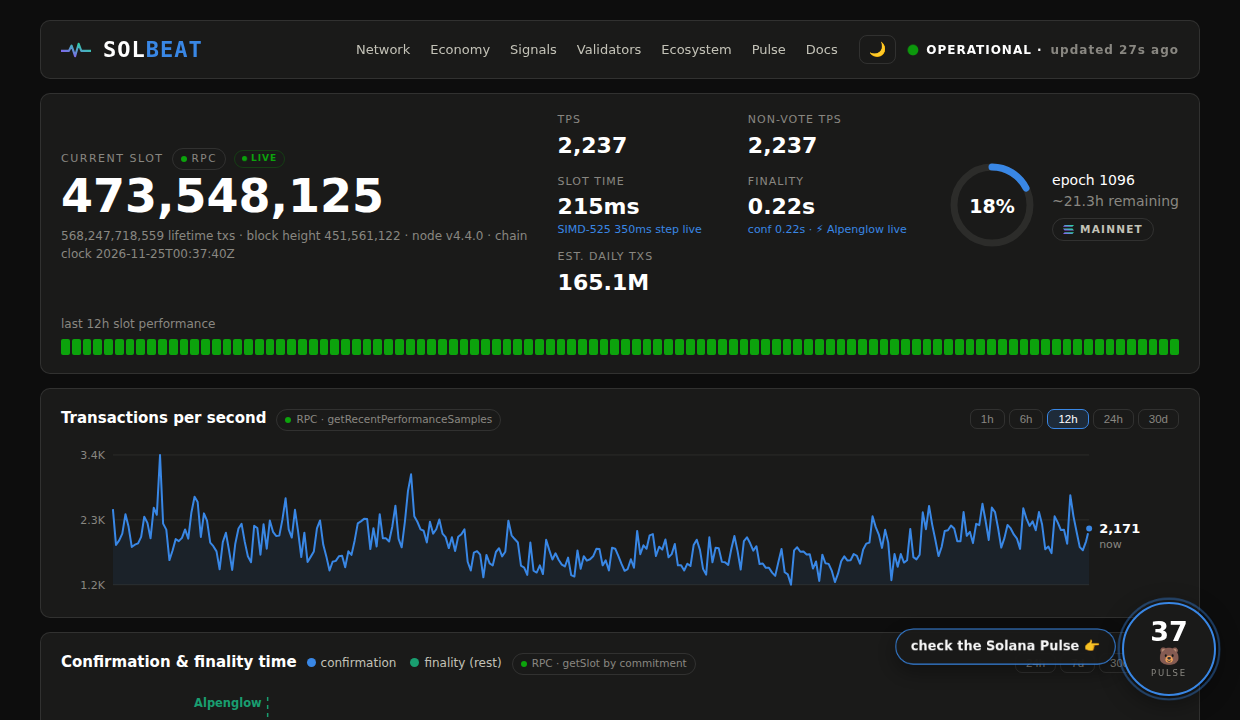 SOLBEAT
Network Economy Signals Validators Ecosystem Pulse Docs
OPERATIONAL · updated 27s ago
CURRENT SLOT RPC LIVE
473,548,125
568,247,718,559 lifetime txs · block height 451,561,122 · node v4.4.0 · chain
clock 2026-11-25T00:37:40Z
TPS
2,237
NON-VOTE TPS
2,237
SLOT TIME
215ms
SIMD-525 350ms step live
FINALITY
0.22s
conf 0.22s · ⚡ Alpenglow live
EST. DAILY TXS
165.1M
18%
epoch 1096
~21.3h remaining
MAINNET
last 12h slot performance
Transactions per second RPC · getRecentPerformanceSamples
1h 6h 12h 24h 30d
3.4K
2.3K
1.2K
2,171
now
Confirmation & finality time confirmation finality (rest) RPC · getSlot by commitment
Alpenglow
check the Solana Pulse 👉
37
PULSE